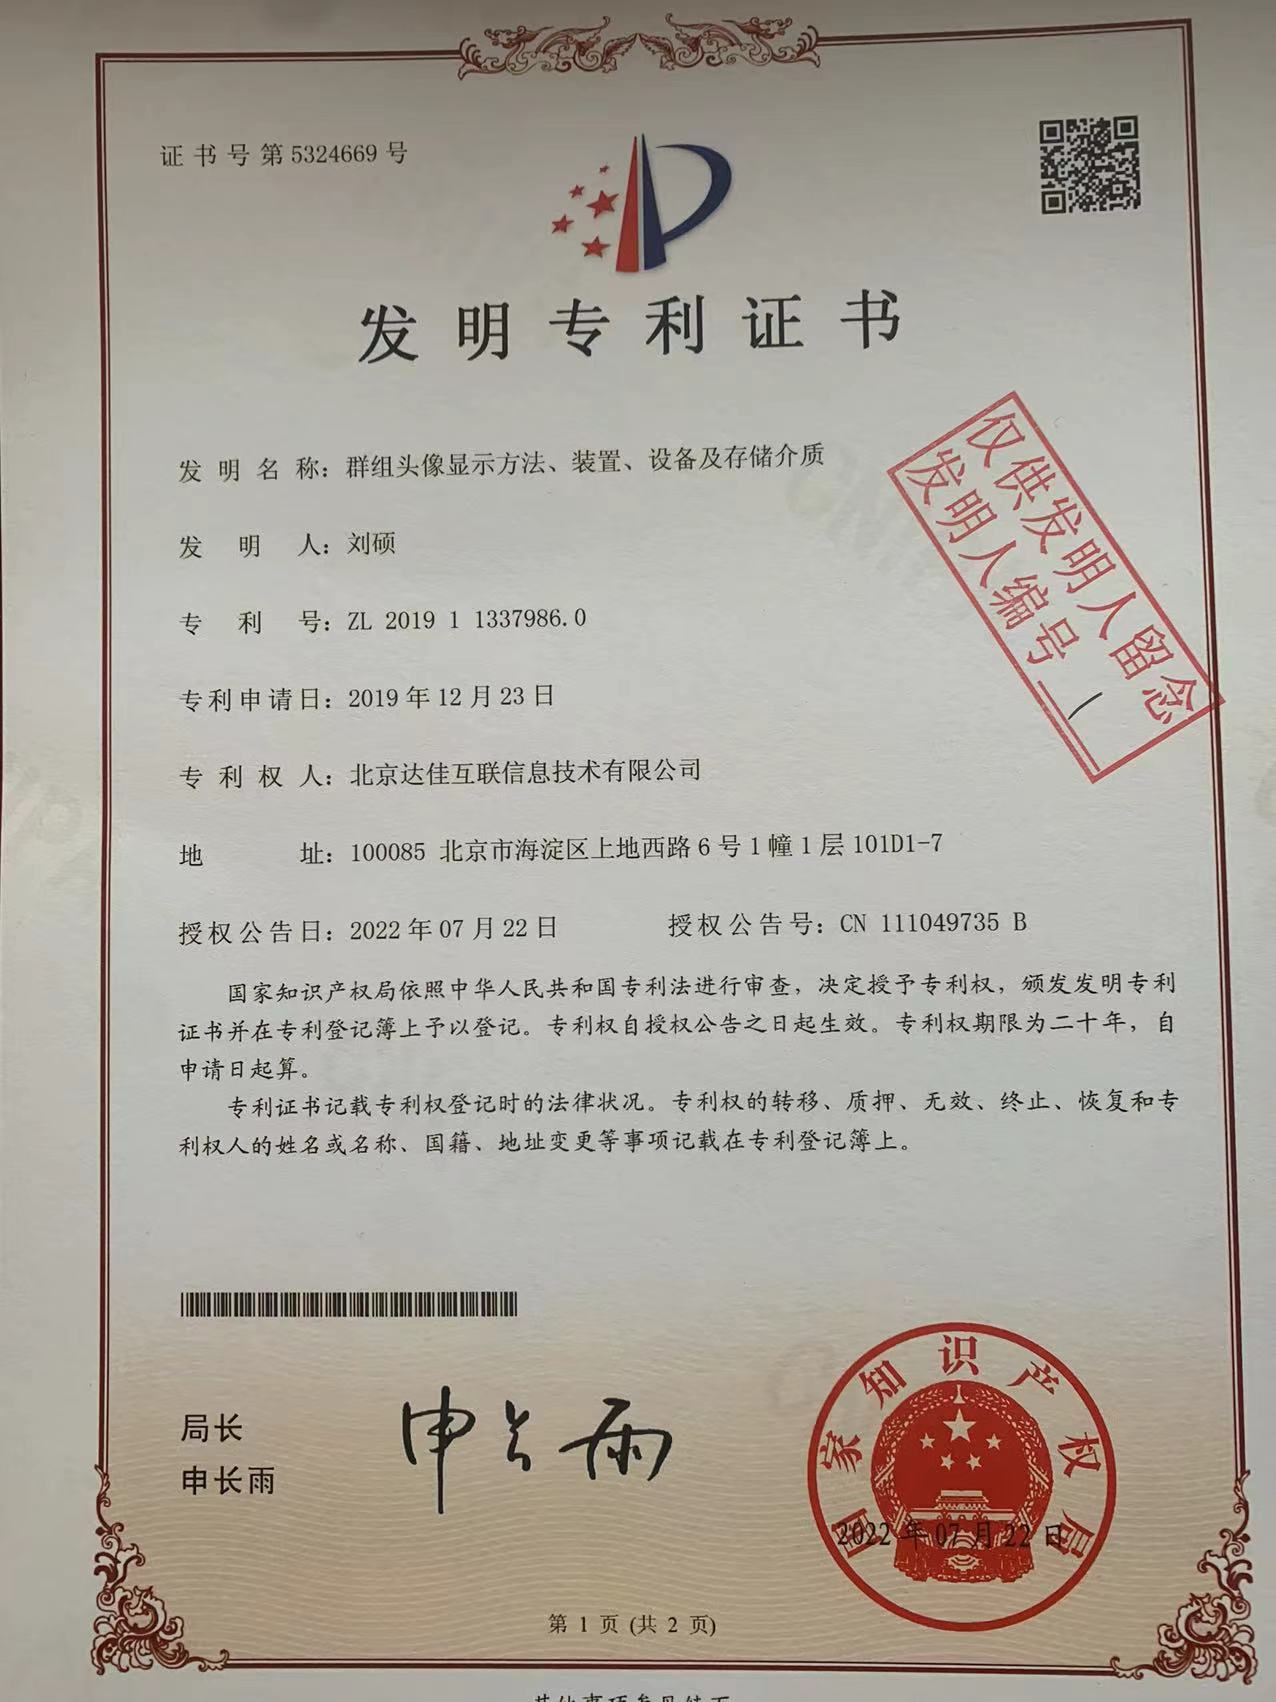 证书号第5324669号
发明专利证书
发明名称：群组头像显示方法、装置、设备及存储介质
发明人：刘硕
专利号：ZL 2019 1 1337986.0
专利申请日：2019年12月23日
专利权人：北京达佳互联信息技术有限公司
地址：100085 北京市海淀区上地西路6号1幢1层101D1-7
授权公告日：2022年07月22日 授权公告号：CN 111049735 B
仅供发明人留念
发明人编号 1
国家知识产权局依照中华人民共和国专利法进行审查，决定授予专利权，颁发发明专利
证书并在专利登记簿上予以登记。专利权自授权公告之日起生效。专利权期限为二十年，自
申请日起算。
专利证书记载专利权登记时的法律状况。专利权的转移、质押、无效、终止、恢复和专
利权人的姓名或名称、国籍、地址变更等事项记载在专利登记簿上。
局长
申长雨
申长雨
国家知识产权局
2022年07月22日
第 1 页 (共 2 页)
其他事项参见续页